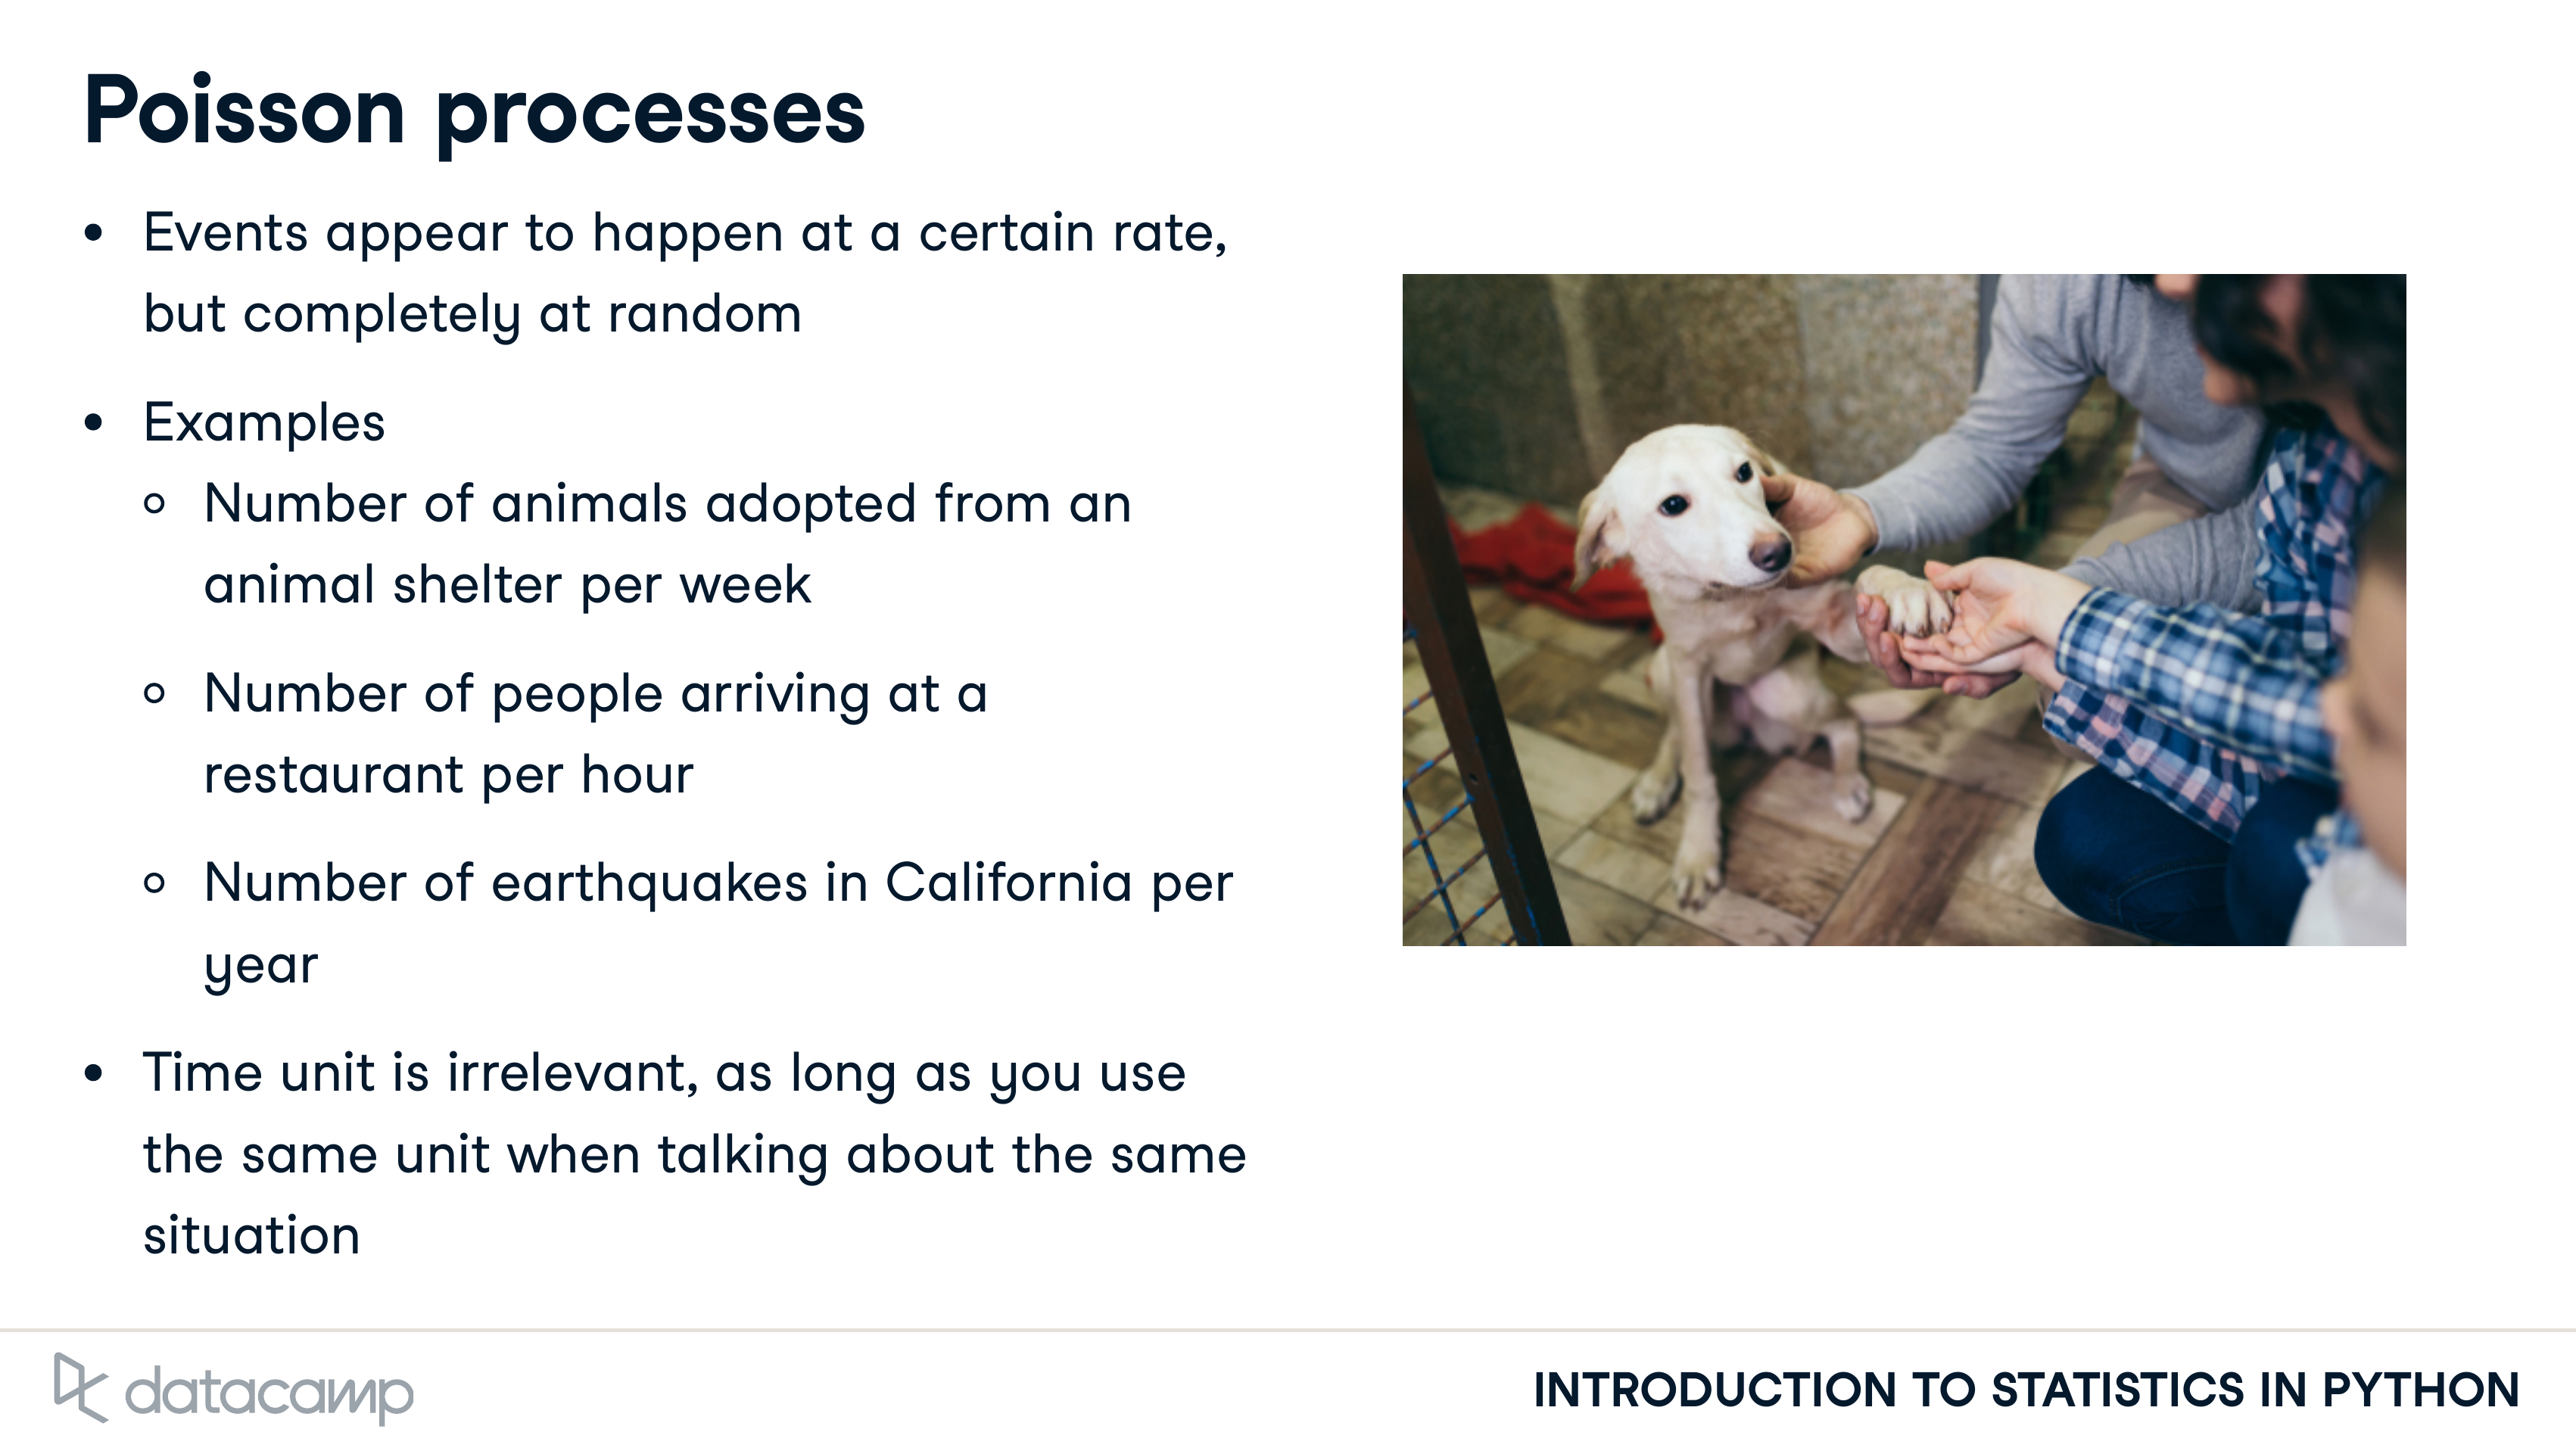 Poisson processes
• Events appear to happen at a certain rate,
but completely at random
• Examples
○ Number of animals adopted from an
animal shelter per week
○ Number of people arriving at a
restaurant per hour
○ Number of earthquakes in California per
year
• Time unit is irrelevant, as long as you use
the same unit when talking about the same
situation
datacamp
INTRODUCTION TO STATISTICS IN PYTHON